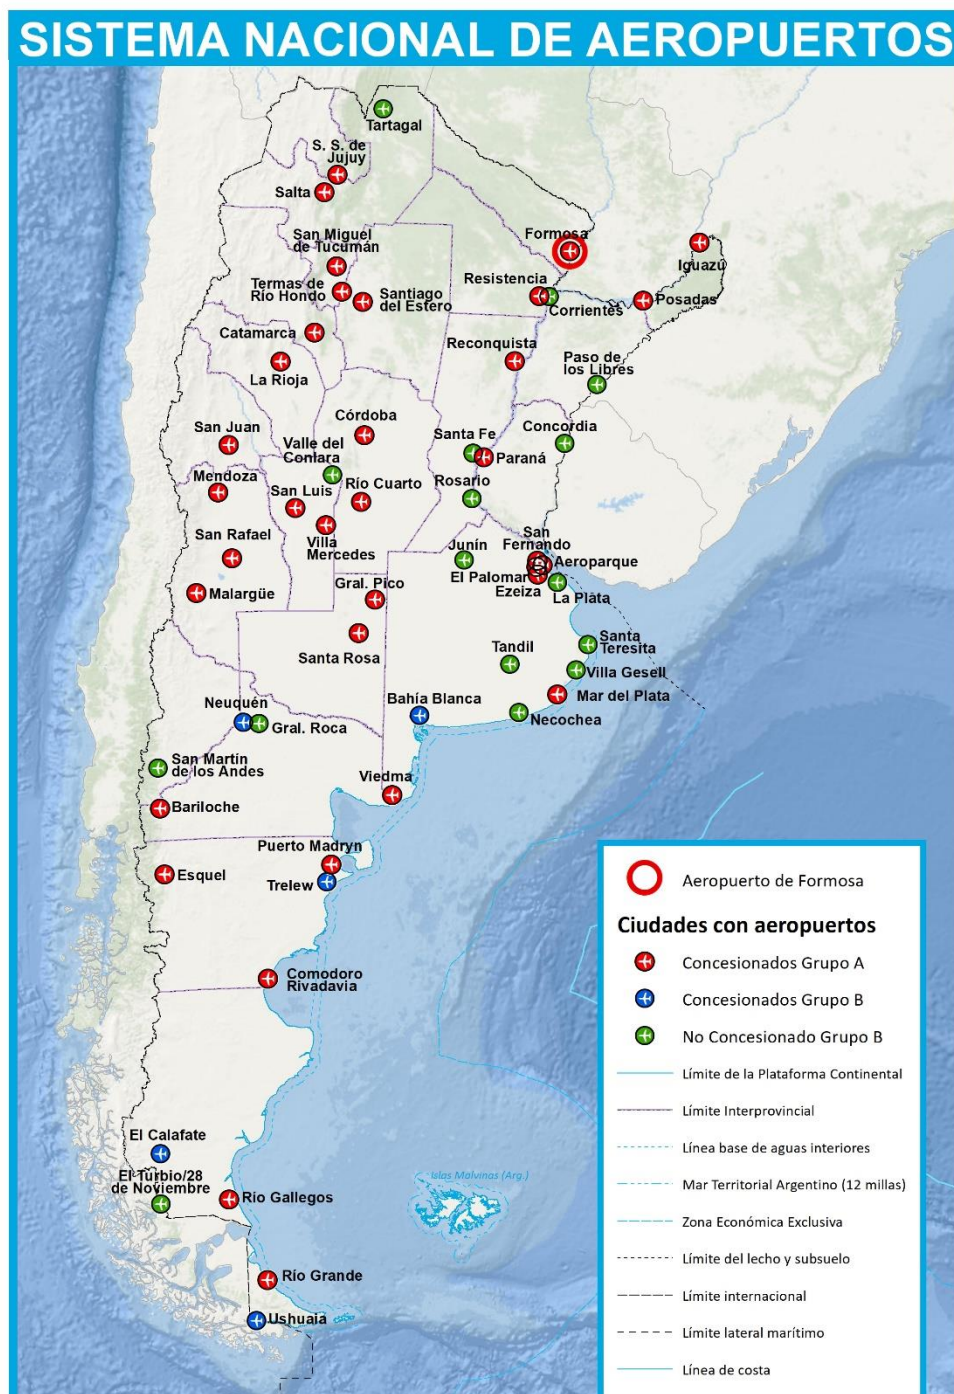 SISTEMA NACIONAL DE AEROPUERTOS
Tartagal
S. S. de
Jujuy
Salta
San Miguel
de Tucumán
Formosa
Iguazú
Termas de
Río Hondo
Santiago
del Estero
Resistencia
Corrientes
Posadas
Catamarca
La Rioja
Reconquista
Paso de
los Libres
Córdoba
San Juan
Valle del
Conlara
Santa Fe
Paraná
Concordia
Mendoza
San Luis
Río Cuarto
Rosario
San Rafael
Villa
Mercedes
Junín
San
Fernando
Aeroparque
El Palomar
Ezeiza
La Plata
Malargüe
Gral. Pico
Santa Rosa
Tandil
Santa
Teresita
Villa Gesell
Mar del Plata
Necochea
Neuquén
Gral. Roca
Bahía Blanca
San Martín
de los Andes
Bariloche
Viedma
Puerto Madryn
Esquel
Trelew
Comodoro
Rivadavia
El Calafate
El Turbio/28
de Noviembre
Río Gallegos
Islas Malvinas (Arg.)
Río Grande
Ushuaia
Aeropuerto de Formosa
Ciudades con aeropuertos
Concesionados Grupo A
Concesionados Grupo B
No Concesionado Grupo B
Límite de la Plataforma Continental
Límite Interprovincial
Línea base de aguas interiores
Mar Territorial Argentino (12 millas)
Zona Económica Exclusiva
Límite del lecho y subsuelo
Límite internacional
Límite lateral marítimo
Línea de costa